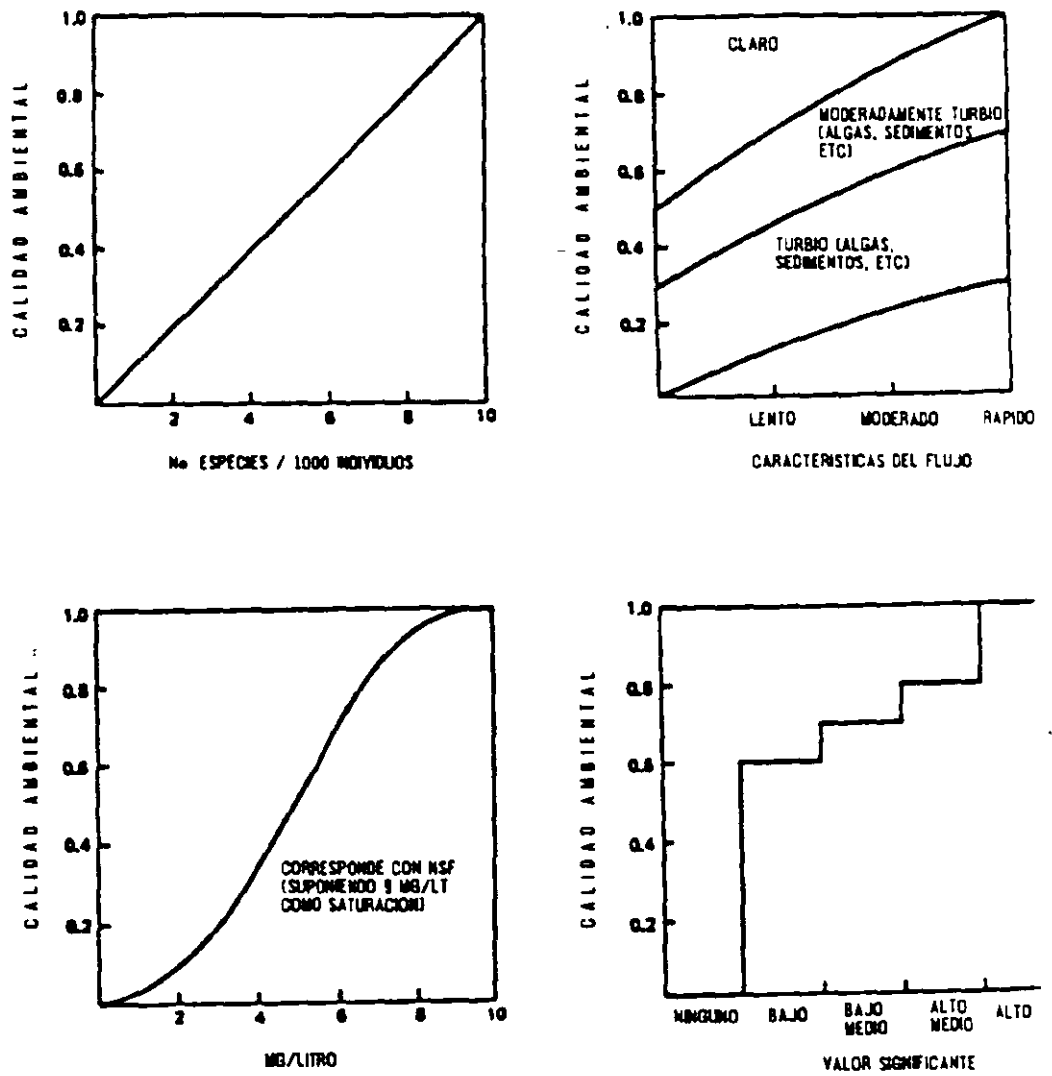 CALIDAD AMBIENTAL
1.0
0.8
0.6
0.4
0.2
2 4 6 8 10
No ESPÉCIES / 1000 INDIVIDUOS
CALIDAD AMBIENTAL
1.0
0.8
0.6
0.4
0.2
CLARO
MODERADAMENTE TURBIO
(ALGAS, SEDIMENTOS,
ETC)
TURBIO (ALGAS,
SEDIMENTOS, ETC)
LENTO MODERADO RAPIDO
CARACTERISTICAS DEL FLUJO
CALIDAD AMBIENTAL
1.0
0.8
0.6
0.4
0.2
CORRESPONDE CON NSF
(SUPONIENDO 9 MG/LT
COMO SATURACION)
0 2 4 6 8 10
MG/LITRO
CALIDAD AMBIENTAL
1.0
0.8
0.6
0.4
0.2
NINGUNO BAJO BAJO MEDIO ALTO MEDIO ALTO
VALOR SIGNIFICANTE